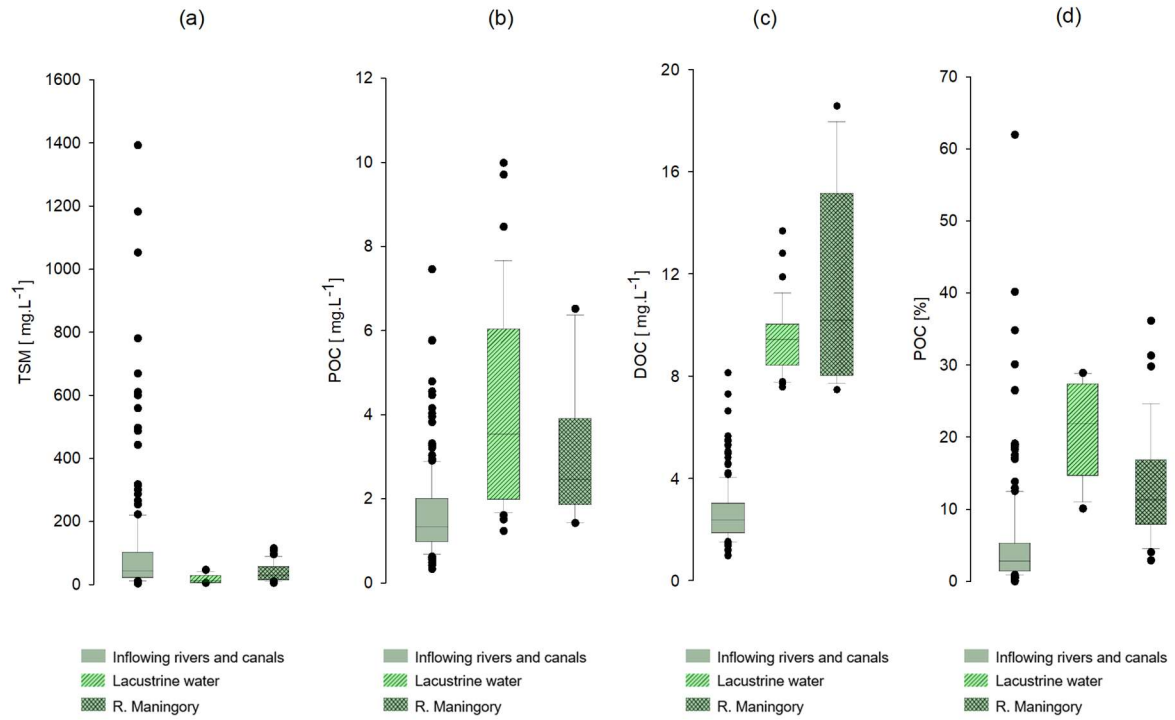 (a)
(b)
(c)
(d)
TSM [ mg.L⁻¹]
1600
1400
1200
1000
800
600
400
200
0
POC [ mg.L⁻¹]
12
10
8
6
4
2
0
DOC [ mg.L⁻¹]
20
16
12
8
4
0
POC [%]
70
60
50
40
30
20
10
0
Inflowing rivers and canals
Lacustrine water
R. Maningory
Inflowing rivers and canals
Lacustrine water
R. Maningory
Inflowing rivers and canals
Lacustrine water
R. Maningory
Inflowing rivers and canals
Lacustrine water
R. Maningory